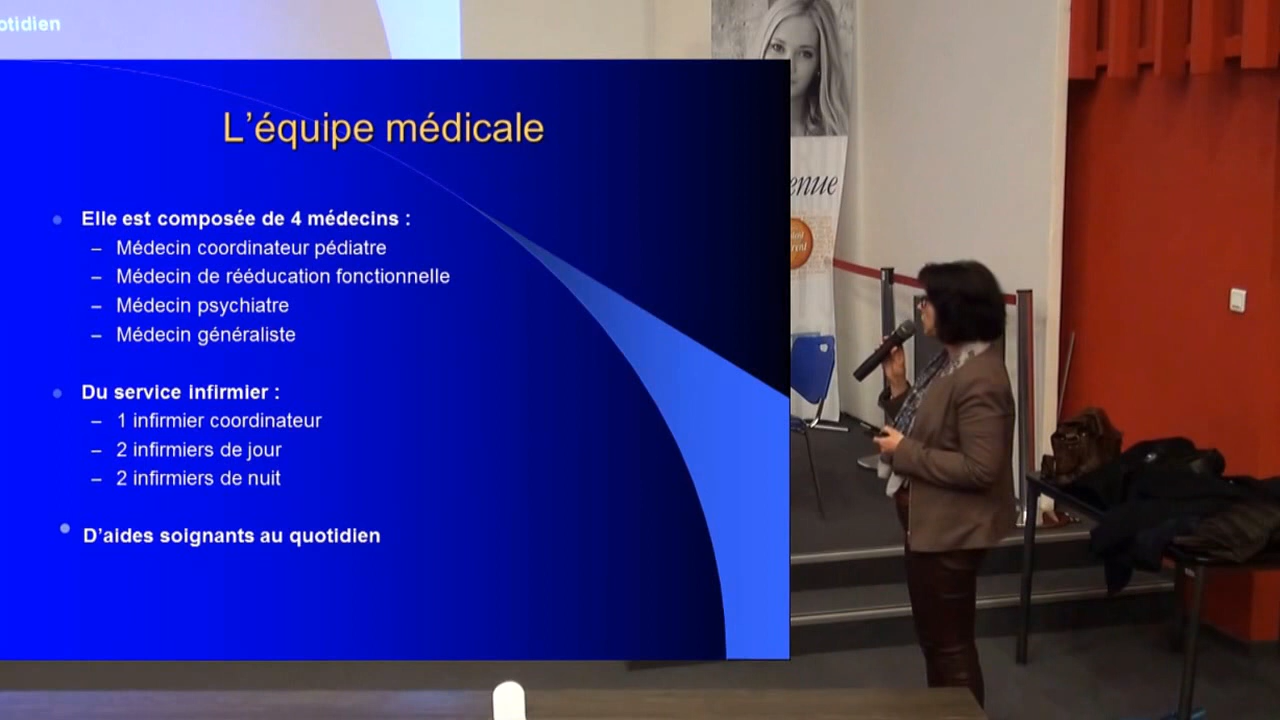 otidien
L'équipe médicale
enue
Elle est composée de 4 médecins :
– Médecin coordinateur pédiatre
– Médecin de rééducation fonctionnelle
– Médecin psychiatre
– Médecin généraliste
Du service infirmier :
– 1 infirmier coordinateur
– 2 infirmiers de jour
– 2 infirmiers de nuit
D'aides soignants au quotidien